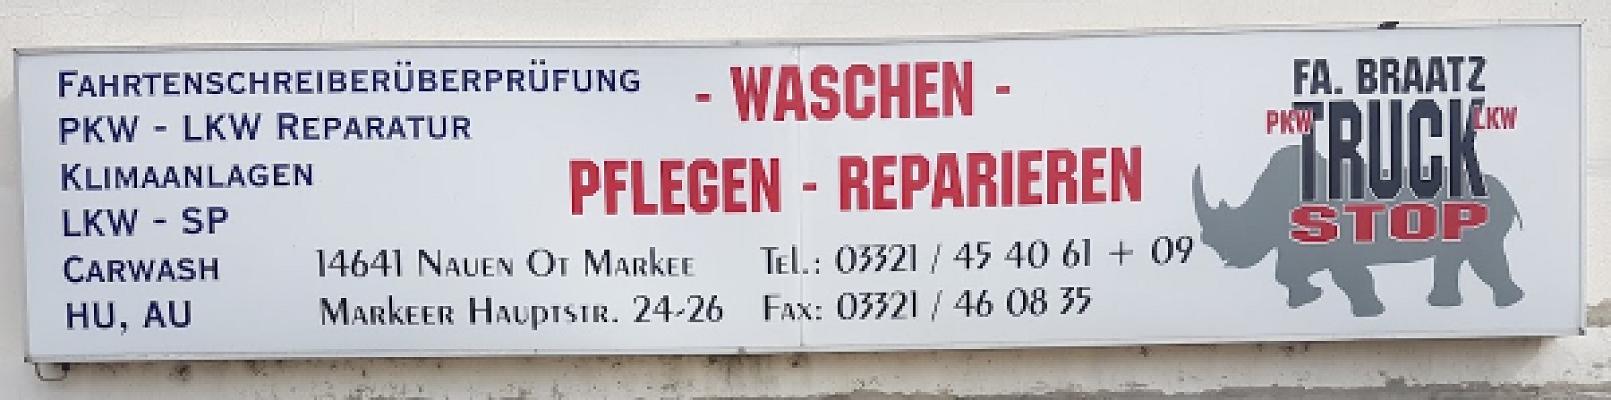 FAHRTENSCHREIBERÜBERPRÜFUNG
PKW - LKW REPARATUR
KLIMAANLAGEN
LKW - SP
CARWASH
HU, AU
- WASCHEN -
PFLEGEN - REPARIEREN
14641 NAUEN OT MARKEE
MARKEER HAUPTSTR. 24-26
TEL.: 03321 / 45 40 61 + 09
FAX: 03321 / 46 08 35
FA. BRAATZ
PKW TRUCK LKW
STOP